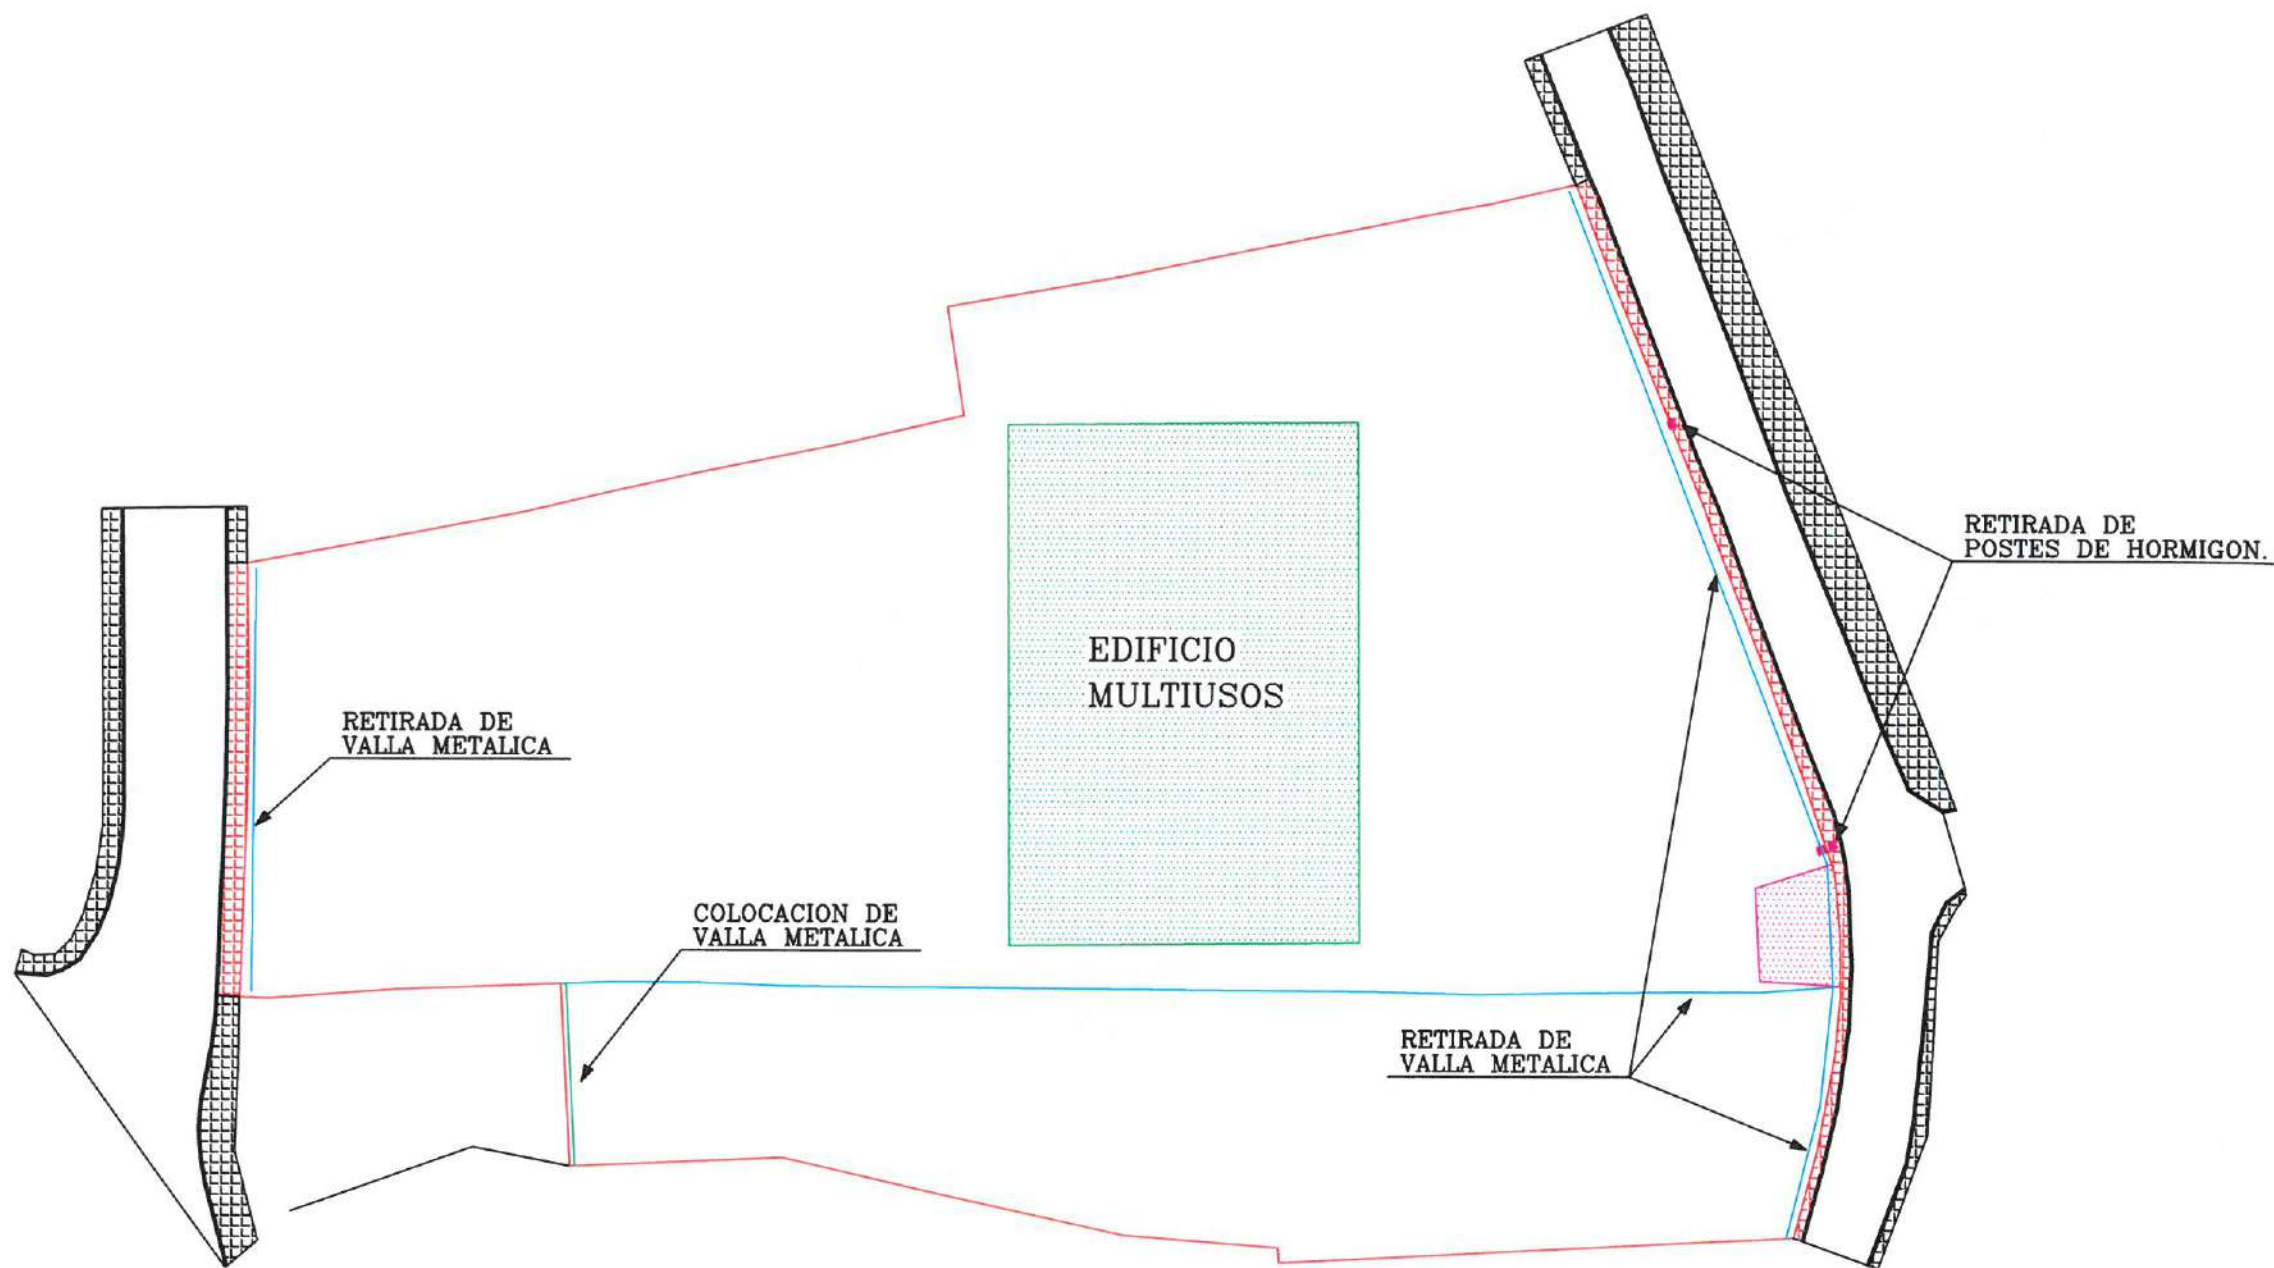 RETIRADA DE
POSTES DE HORMIGON.
EDIFICIO
MULTIUSOS
RETIRADA DE
VALLA METALICA
COLOCACION DE
VALLA METALICA
RETIRADA DE
VALLA METALICA